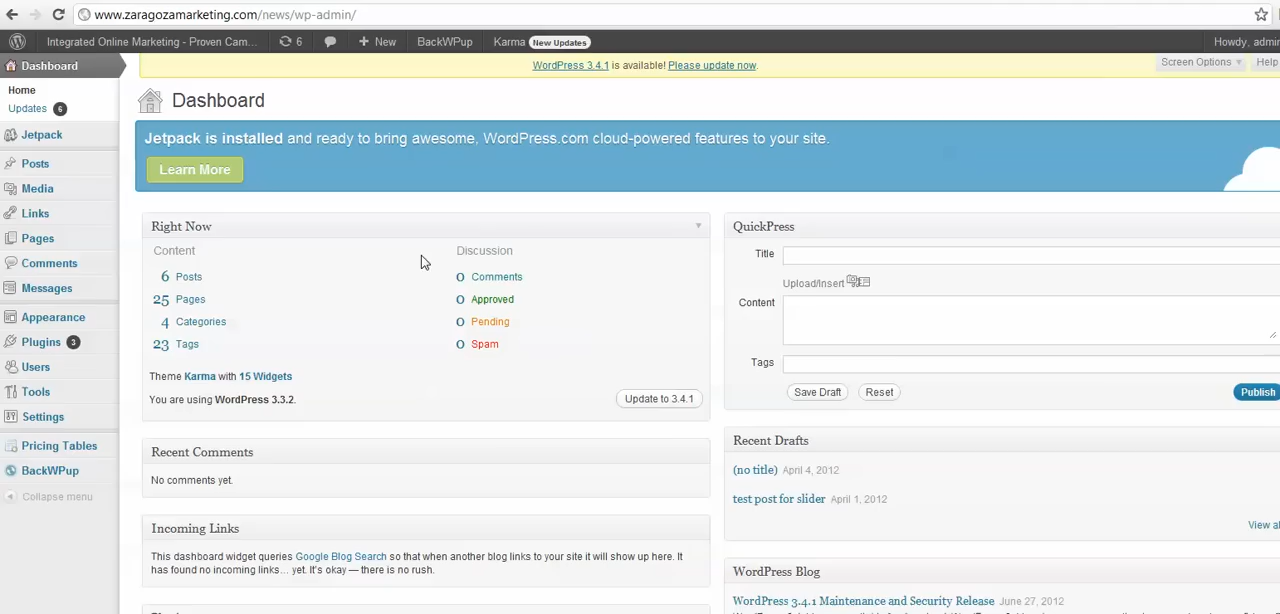 www.zaragozamarketing.com/news/wp-admin/
Integrated Online Marketing - Proven Cam... 6 New BackWPup Karma New Updates Howdy, admin
Dashboard
Home
Updates 6
Jetpack
Posts
Media
Links
Pages
Comments
Messages
Appearance
Plugins 3
Users
Tools
Settings
Pricing Tables
BackWPup
Collapse menu
WordPress 3.4.1 is available! Please update now.
Screen Options Help
Dashboard
Jetpack is installed and ready to bring awesome, WordPress.com cloud-powered features to your site.
Learn More
Right Now
Content Discussion
6 Posts 0 Comments
25 Pages 0 Approved
4 Categories 0 Pending
23 Tags 0 Spam
Theme Karma with 15 Widgets
You are using WordPress 3.3.2. Update to 3.4.1
Recent Comments
No comments yet.
Incoming Links
This dashboard widget queries Google Blog Search so that when another blog links to your site it will show up here. It
has found no incoming links... yet. It's okay — there is no rush.
QuickPress
Title
Upload/Insert
Content
Tags
Save Draft Reset Publish
Recent Drafts
(no title) April 4, 2012
test post for slider April 1, 2012
View al
WordPress Blog
WordPress 3.4.1 Maintenance and Security Release June 27, 2012